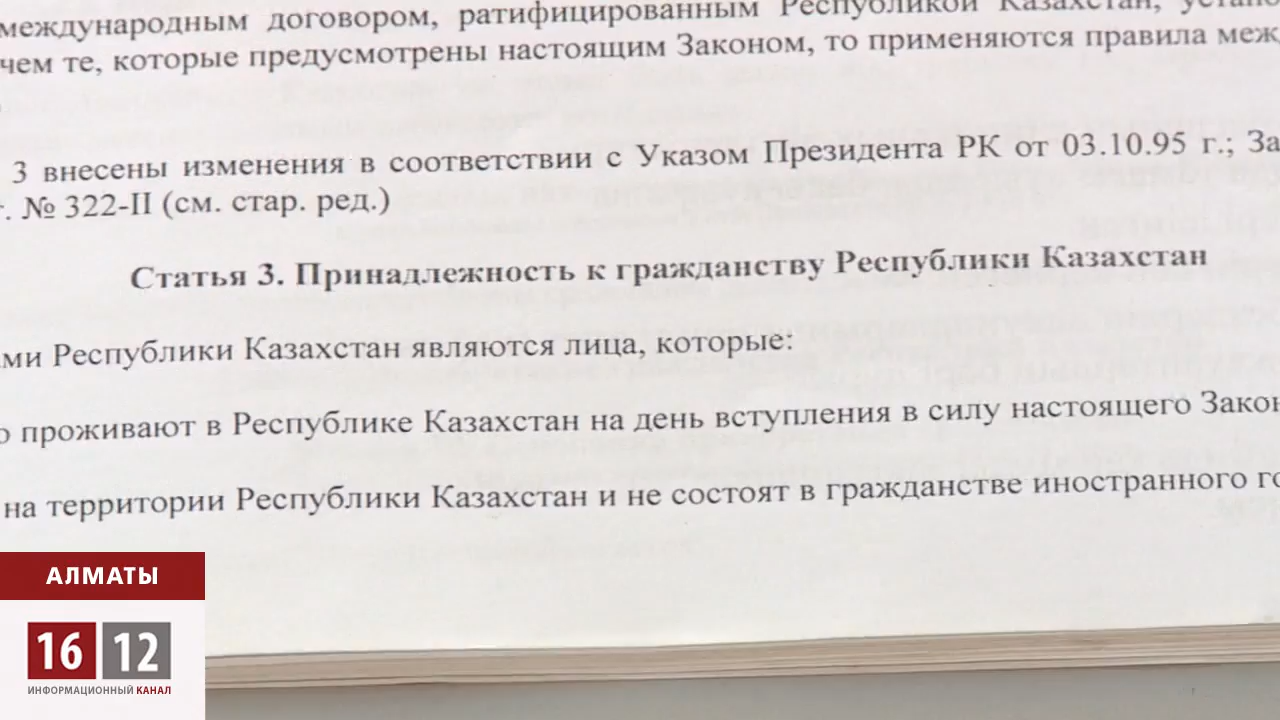 международным договором, ратифицированным Республикой Казахстан,
чем те, которые предусмотрены настоящим Законом, то применяются правила
3 внесены изменения в соответствии с Указом Президента РК от 03.10.95 г.;
г. № 322-II (см. стар. ред.)
Статья 3. Принадлежность к гражданству Республики Казахстан
Республики Казахстан являются лица, которые:
проживают в Республике Казахстан на день вступления в силу настоящего
на территории Республики Казахстан и не состоят в гражданстве иностранного
АЛМАТЫ
16 12
ИНФОРМАЦИОННЫЙ КАНАЛ